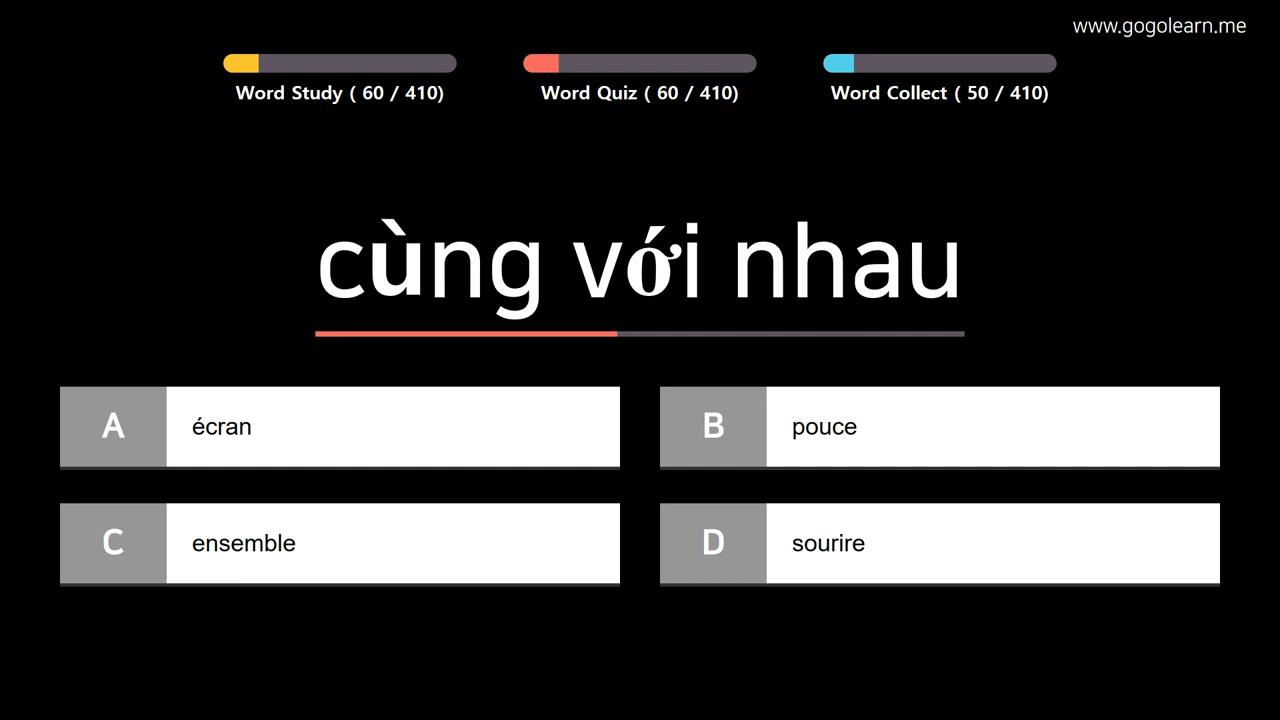 www.gogolearn.me
Word Study ( 60 / 410)
Word Quiz ( 60 / 410)
Word Collect ( 50 / 410)
cùng với nhau
A écran
B pouce
C ensemble
D sourire